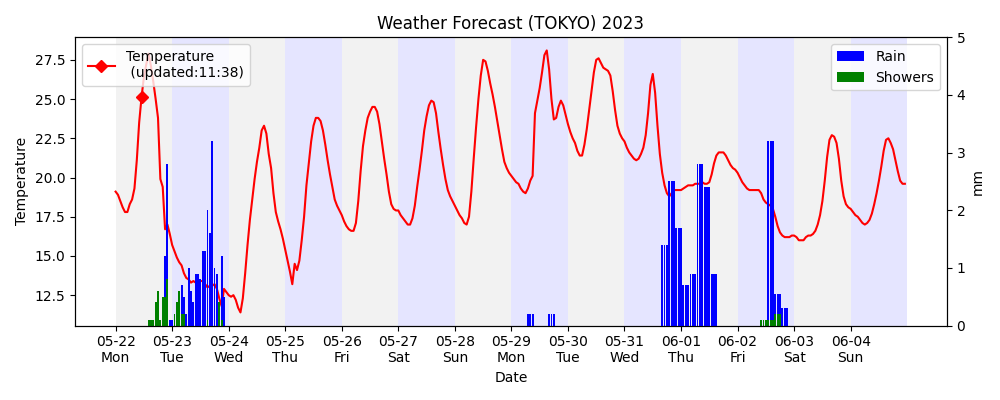 Weather Forecast (TOKYO) 2023
Temperature
(updated:11:38)
Rain
Showers
Temperature
27.5
25.0
22.5
20.0
17.5
15.0
12.5
5
4
3
2
1
0
mm
05-22 05-23 05-24 05-25 05-26 05-27 05-28 05-29 05-30 05-31 06-01 06-02 06-03 06-04
Mon Tue Wed Thu Fri Sat Sun Mon Tue Wed Thu Fri Sat Sun
Date